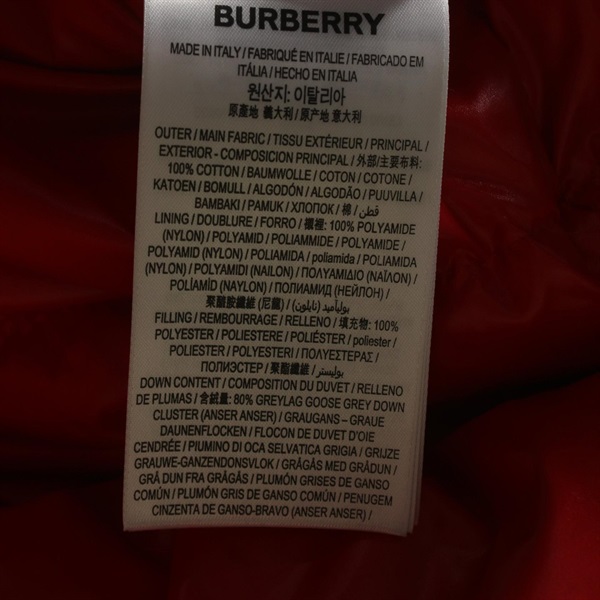 BURBERRY
MADE IN ITALY / FABRIQUÉ EN ITALIE / FABRICADO EM
ITÁLIA / HECHO EN ITALIA
원산지: 이탈리아
原產地 義大利 / 原产地 意大利
OUTER / MAIN FABRIC / TISSU EXTÉRIEUR / PRINCIPAL /
EXTERIOR - COMPOSICION PRINCIPAL / 外部/主要布料:
100% COTTON / BAUMWOLLE / COTON / COTONE /
KATOEN / BOMULL / ALGODÓN / ALGODÃO / PUUVILLA /
BAMBAKI / PAMUK / ХЛОПОК / 棉 / قطن /
LINING / DOUBLURE / FORRO / 襯裡: 100% POLYAMIDE
(NYLON) / POLYAMID / POLIAMMIDE / POLYAMIDE /
POLYAMID (NYLON) / POLIAMIDA / poliamida / POLIAMIDA
(NYLON) / POLYAMIDI (NAILON) / ΠΟΛΥΑΜΙΔΙΟ (ΝΑΪΛΟΝ) /
POLÍAMÍD (NAYLON) / ПОЛИАМИД (НЕЙЛОН) /
聚醯胺纖維 (尼龍) / بولياميد (نايلون) /
FILLING / REMBOURRAGE / RELLENO / 填充物: 100%
POLYESTER / POLIESTERE / POLIÉSTER / poliester /
POLIESTER / POLYESTERI / ΠΟΛΥΕΣΤΕΡΑΣ /
ПОЛИЭСТЕР / 聚酯纖維 / بوليستر /
DOWN CONTENT / COMPOSITION DU DUVET / RELLENO
DE PLUMAS / 含絨量: 80% GREYLAG GOOSE GREY DOWN
CLUSTER (ANSER ANSER) / GRAUGANS – GRAUE
DAUNENFLOCKEN / FLOCON DE DUVET D'OIE
CENDRÉE / PIUMINO DI OCA SELVATICA GRIGIA / GRIJZE
GRAUWE-GANZENDONSVLOK / GRÅGÅS MED GRÅDUN /
GRÅ DUN FRA GRÅGÅS / PLUMÓN GRISES DE GANSO
COMÚN / PLUMÓN GRIS DE GANSO COMÚN / PENUGEM
CINZENTA DE GANSO-BRAVO (ANSER ANSER) /